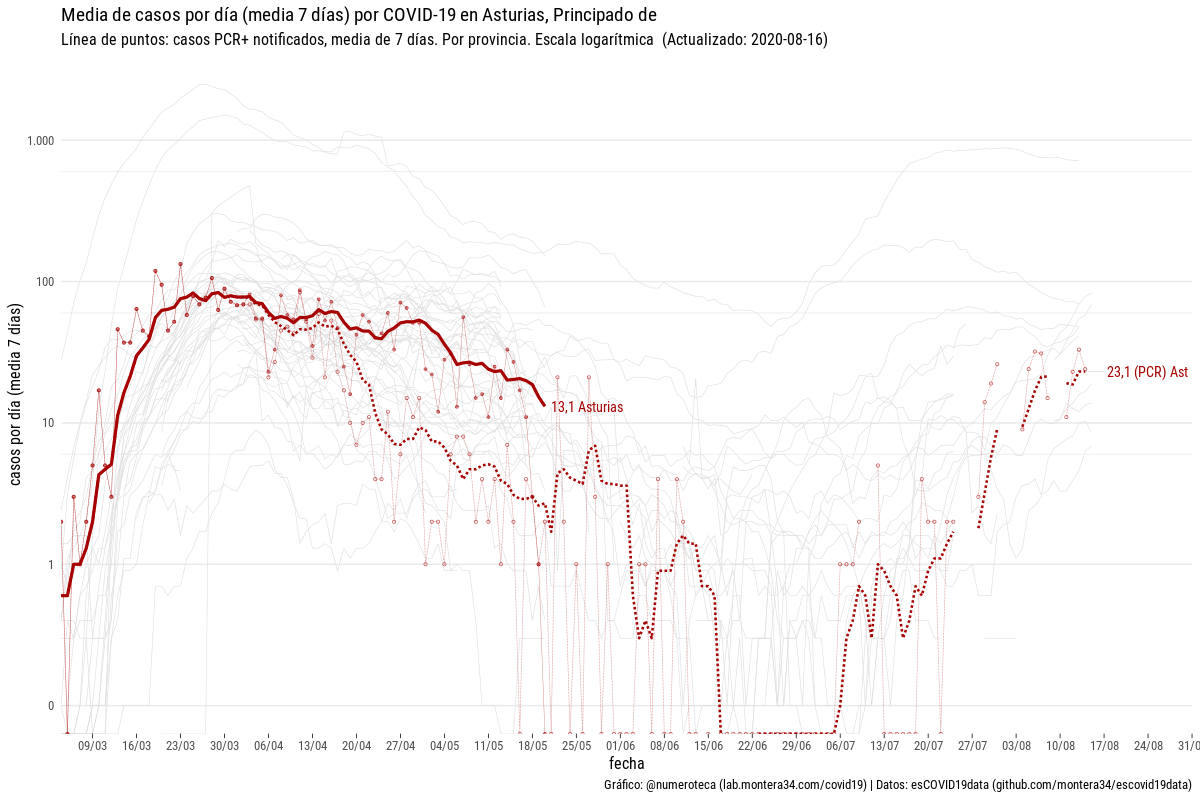 Media de casos por día (media 7 días) por COVID-19 en Asturias, Principado de
Línea de puntos: casos PCR+ notificados, media de 7 días. Por provincia. Escala logarítmica (Actualizado: 2020-08-16)
casos por día (media 7 días)
1.000
100
10
1
0
13,1 Asturias
23,1 (PCR) Ast
09/03 16/03 23/03 30/03 06/04 13/04 20/04 27/04 04/05 11/05 18/05 25/05 01/06 08/06 15/06 22/06 29/06 06/07 13/07 20/07 27/07 03/08 10/08 17/08 24/08 31/0
fecha
Gráfico: @numeroteca (lab.montera34.com/covid19) | Datos: esCOVID19data (github.com/montera34/escovid19data)